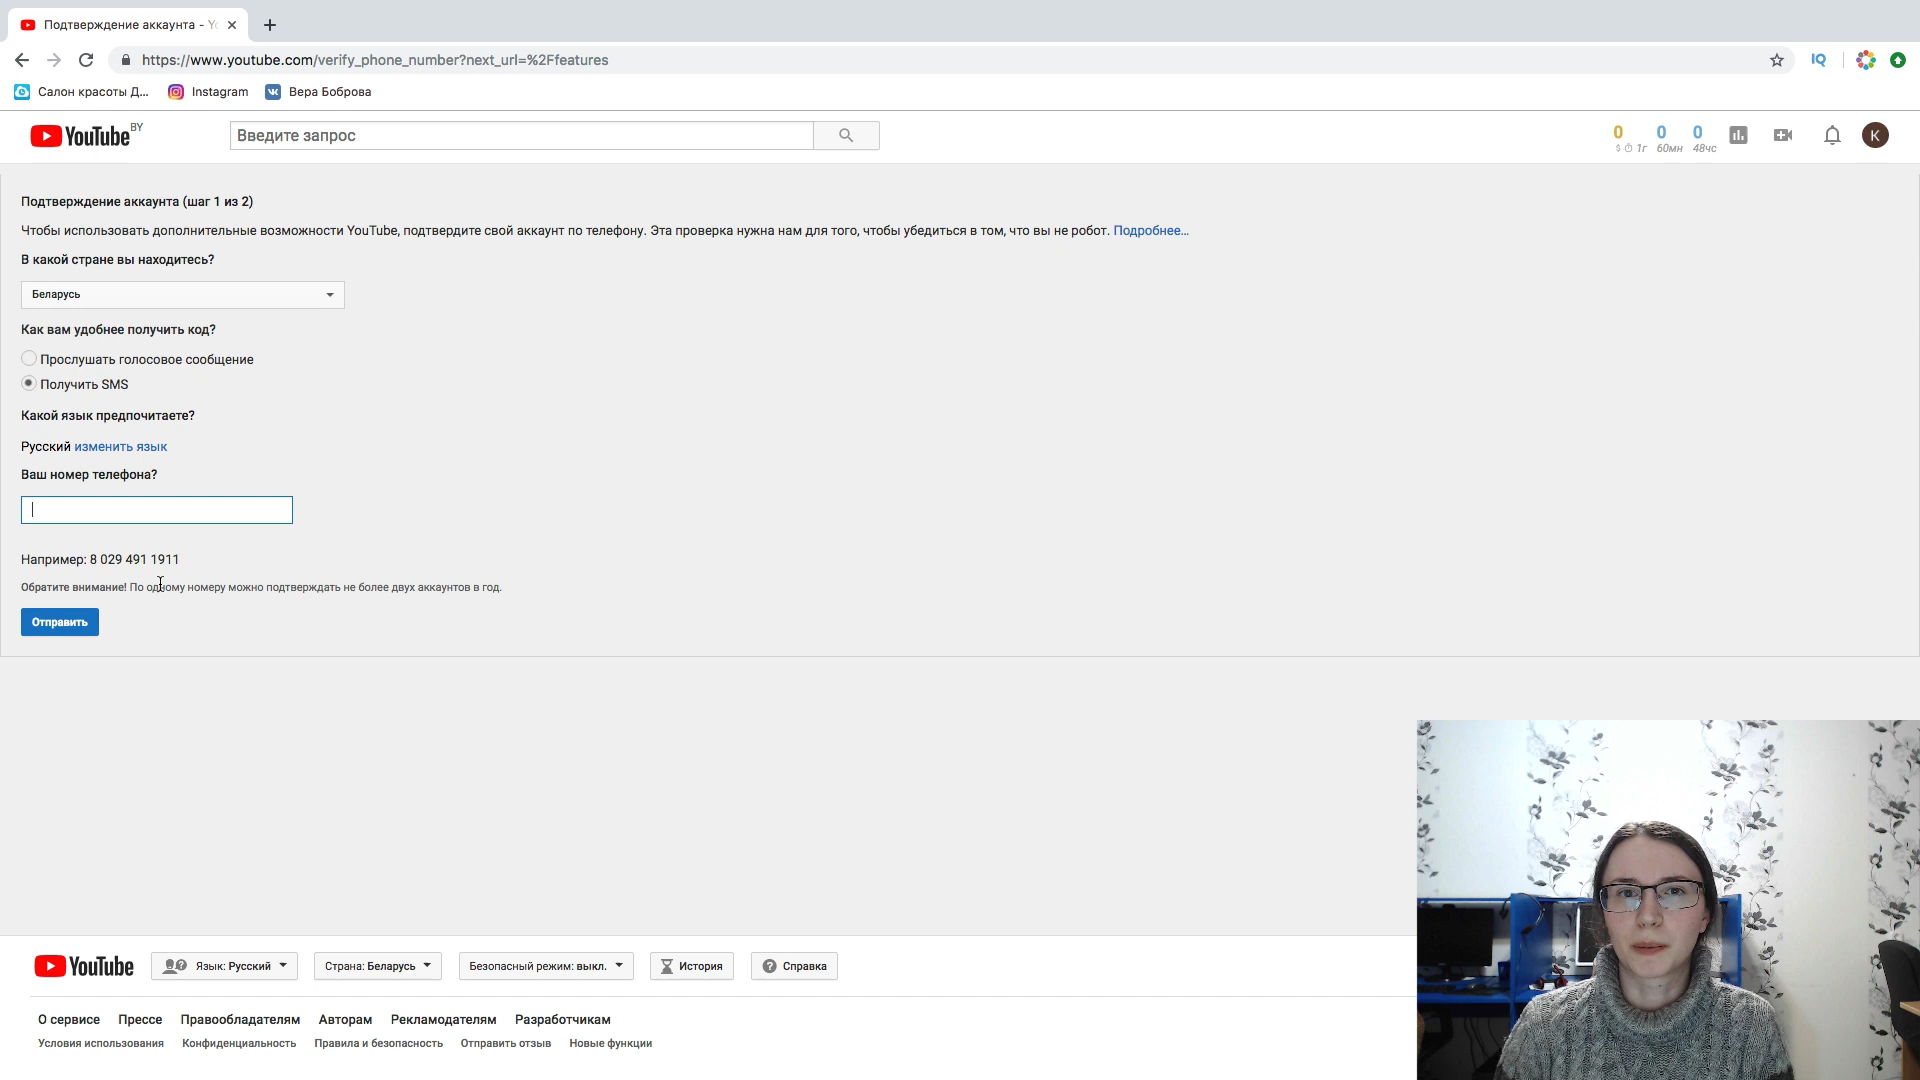 Подтверждение аккаунта - Yo
https://www.youtube.com/verify_phone_number?next_url=%2Ffeatures
IQ
Салон красоты Д... Instagram Вера Боброва
YouTube BY
Введите запрос
0 0 0
$ 1г 60мн 48чс
K
Подтверждение аккаунта (шаг 1 из 2)
Чтобы использовать дополнительные возможности YouTube, подтвердите свой аккаунт по телефону. Эта проверка нужна нам для того, чтобы убедиться в том, что вы не робот. Подробнее...
В какой стране вы находитесь?
Беларусь
Как вам удобнее получить код?
Прослушать голосовое сообщение
Получить SMS
Какой язык предпочитаете?
Русский изменить язык
Ваш номер телефона?
Например: 8 029 491 1911
Обратите внимание! По одному номеру можно подтверждать не более двух аккаунтов в год.
Отправить
YouTube Язык: Русский Страна: Беларусь Безопасный режим: выкл. История Справка
О сервисе Прессе Правообладателям Авторам Рекламодателям Разработчикам
Условия использования Конфиденциальность Правила и безопасность Отправить отзыв Новые функции